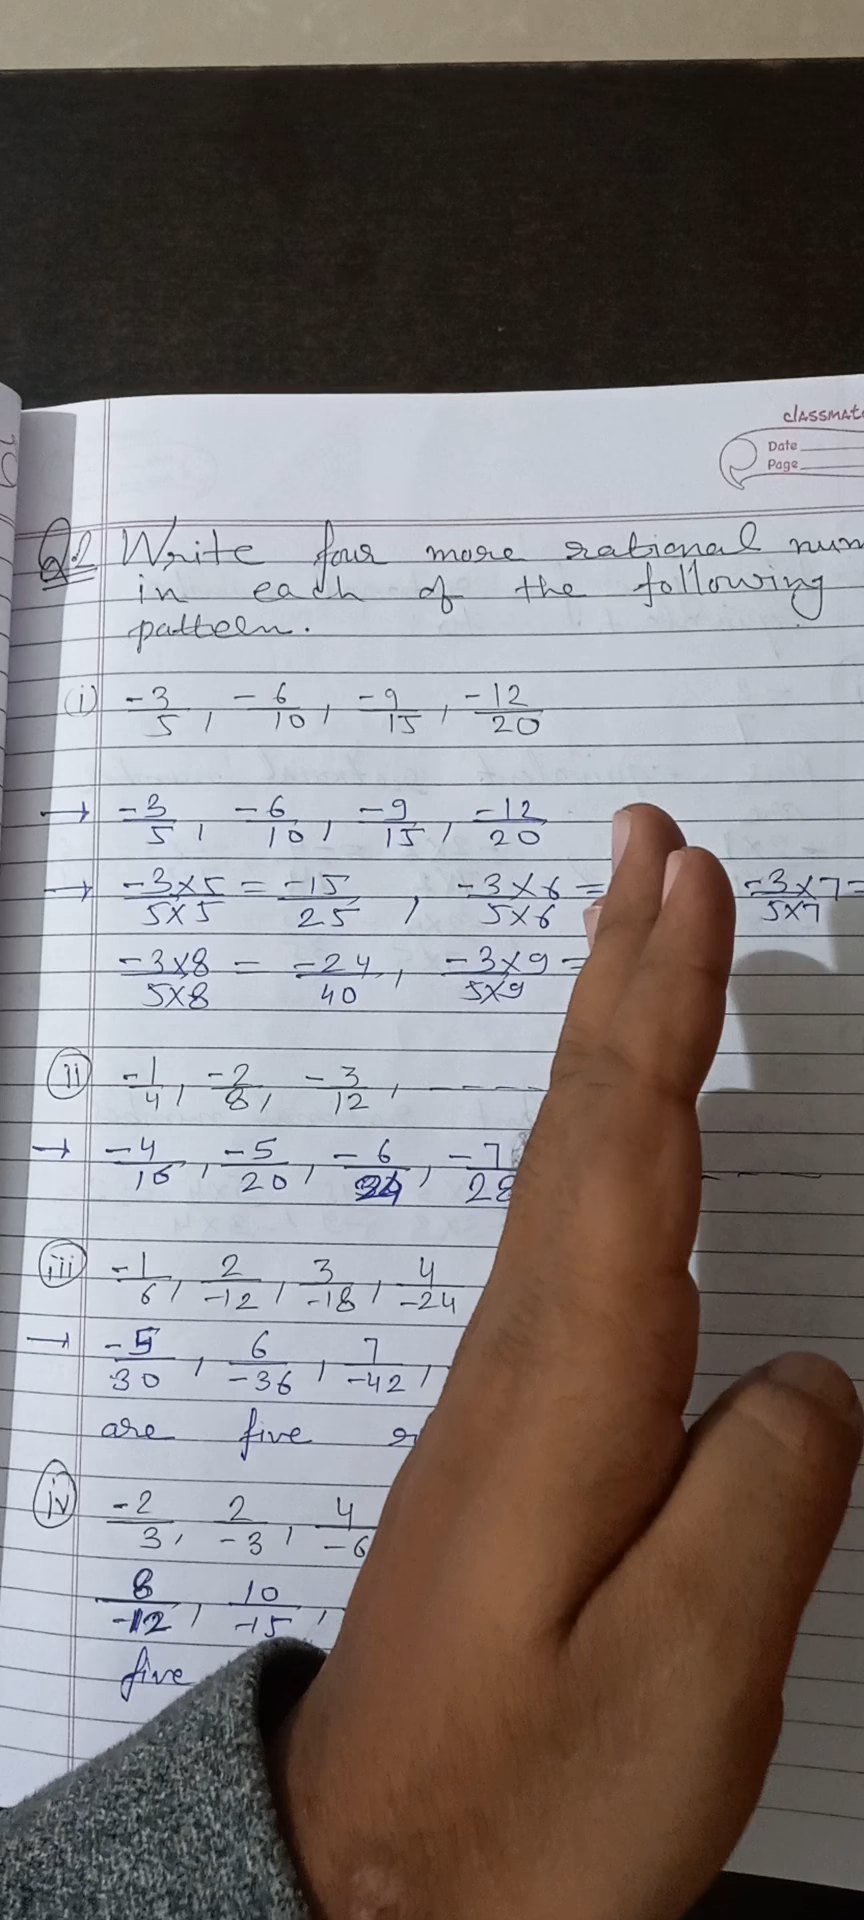 classmat
Date
Page
Q.2 Write four more rational num
in each of the following
pattern.
(i) -3/5, -6/10, -9/15, -12/20
→ -3/5, -6/10, -9/15, -12/20
→ -3×5/5×5 = -15/25, -3×6/5×6 = -3×7/5×7 =
-3×8/5×8 = -24/40, -3×9/5×9 =
(ii) -1/4, -2/8, -3/12, -----
→ -4/16, -5/20, -6/24, -7/28
(iii) -1/6, 2/-12, 3/-18, 4/-24
→ -5/30, 6/-36, 7/-42,
are five
(iv) -2/3, 2/-3, 4/-6
8/-12, 10/-15,
five